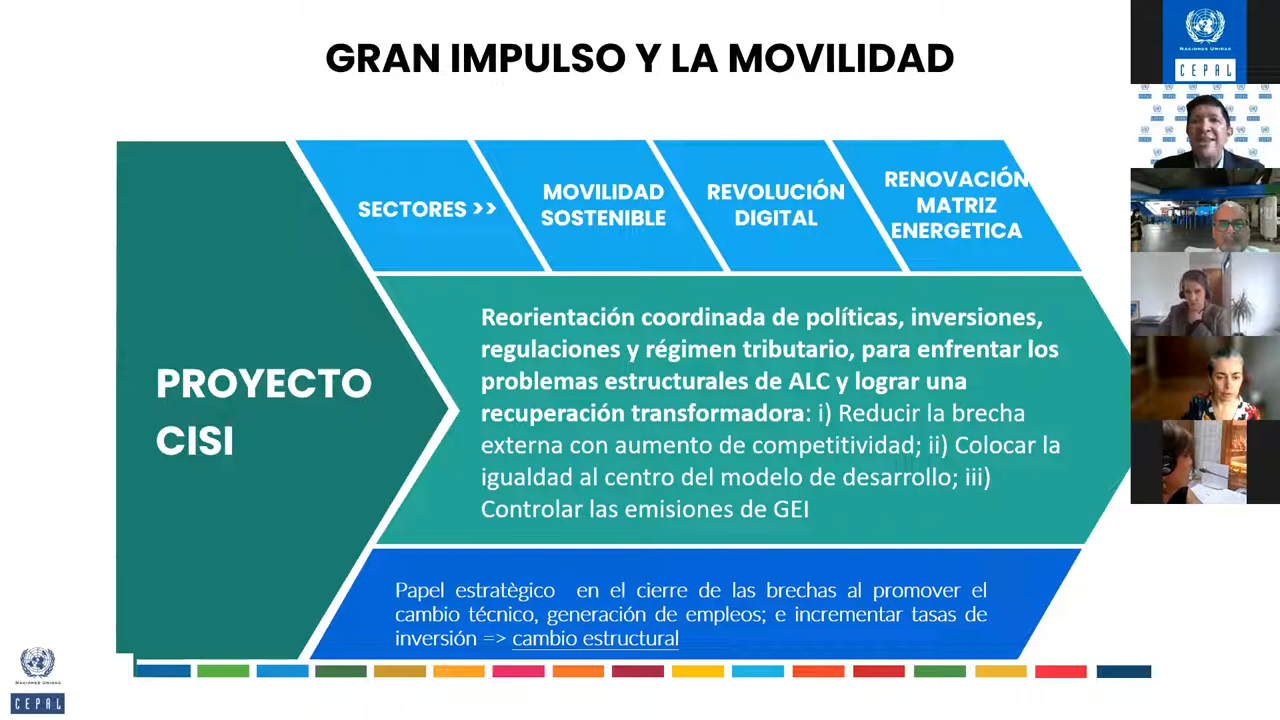 GRAN IMPULSO Y LA MOVILIDAD
NACIONES UNIDAS
CEPAL
SECTORES >>
MOVILIDAD
SOSTENIBLE
REVOLUCIÓN
DIGITAL
RENOVACIÓN
MATRIZ
ENERGETICA
PROYECTO
CISI
Reorientación coordinada de políticas, inversiones,
regulaciones y régimen tributario, para enfrentar los
problemas estructurales de ALC y lograr una
recuperación transformadora: i) Reducir la brecha
externa con aumento de competitividad; ii) Colocar la
igualdad al centro del modelo de desarrollo; iii)
Controlar las emisiones de GEI
Papel estratègico en el cierre de las brechas al promover el
cambio técnico, generación de empleos; e incrementar tasas de
inversión => cambio estructural
NACIONES UNIDAS
CEPAL